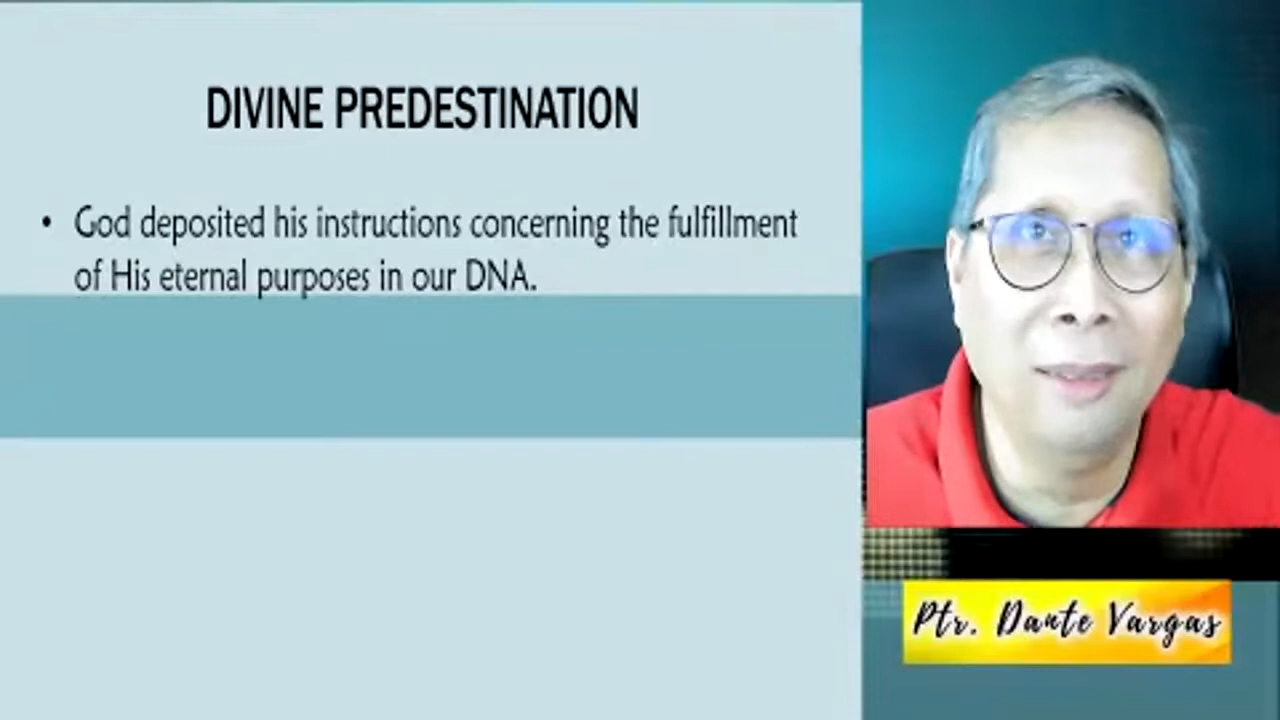 DIVINE PREDESTINATION
• God deposited his instructions concerning the fulfillment
of His eternal purposes in our DNA.
Ptr. Dante Vargas